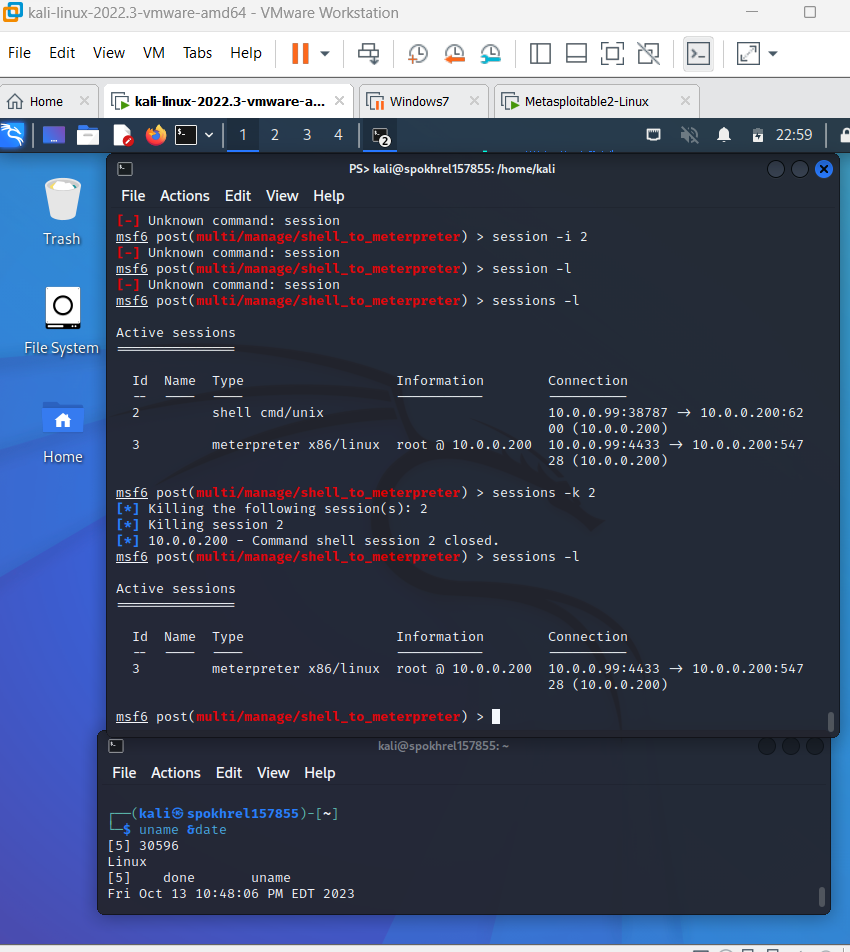 kali-linux-2022.3-vmware-amd64 - VMware Workstation
File Edit View VM Tabs Help
Home kali-linux-2022.3-vmware-a... Windows7 Metasploitable2-Linux
1 2 3 4 2 22:59
PS> kali@spokhrel157855: /home/kali
File Actions Edit View Help
[-] Unknown command: session
msf6 post(multi/manage/shell_to_meterpreter) > session -i 2
[-] Unknown command: session
msf6 post(multi/manage/shell_to_meterpreter) > session -l
[-] Unknown command: session
msf6 post(multi/manage/shell_to_meterpreter) > sessions -l
Active sessions
===============
Id Name Type Information Connection
-- ---- ---- ----------- ----------
2 shell cmd/unix 10.0.0.99:38787 -> 10.0.0.200:62
00 (10.0.0.200)
3 meterpreter x86/linux root @ 10.0.0.200 10.0.0.99:4433 -> 10.0.0.200:547
28 (10.0.0.200)
msf6 post(multi/manage/shell_to_meterpreter) > sessions -k 2
[*] Killing the following session(s): 2
[*] Killing session 2
[*] 10.0.0.200 - Command shell session 2 closed.
msf6 post(multi/manage/shell_to_meterpreter) > sessions -l
Active sessions
===============
Id Name Type Information Connection
-- ---- ---- ----------- ----------
3 meterpreter x86/linux root @ 10.0.0.200 10.0.0.99:4433 -> 10.0.0.200:547
28 (10.0.0.200)
msf6 post(multi/manage/shell_to_meterpreter) >
Trash
File System
Home
kali@spokhrel157855: ~
File Actions Edit View Help
┌──(kali㉿spokhrel157855)-[~]
└─$ uname &date
[5] 30596
Linux
[5] done uname
Fri Oct 13 10:48:06 PM EDT 2023